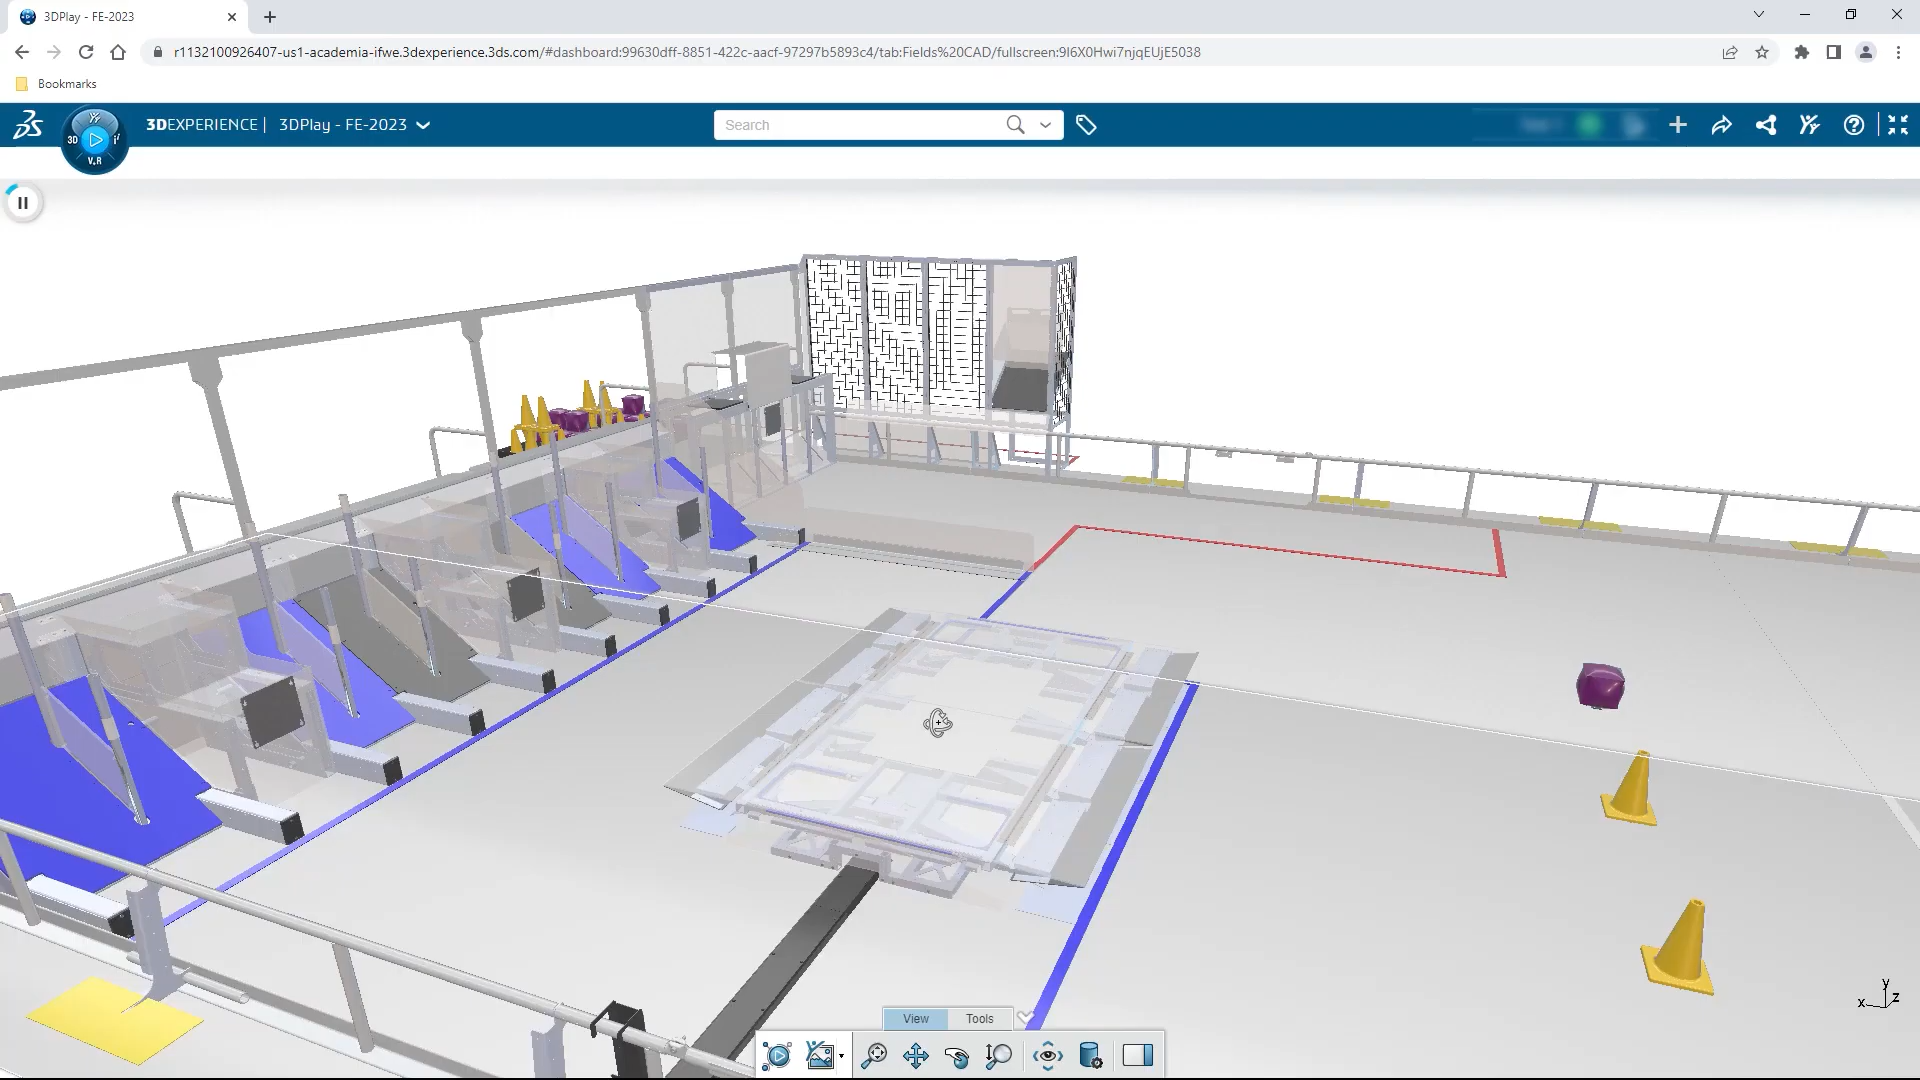 3DPlay - FE-2023
r1132100926407-us1-academia-ifwe.3dexperience.3ds.com/#dashboard:99630dff-8851-422c-aacf-97297b5893c4/tab:Fields%20CAD/fullscreen:9I6X0Hwi7njqEUjE5038
Bookmarks
3DEXPERIENCE | 3DPlay - FE-2023
Search
3D
V.R
View
Tools
y
x
z